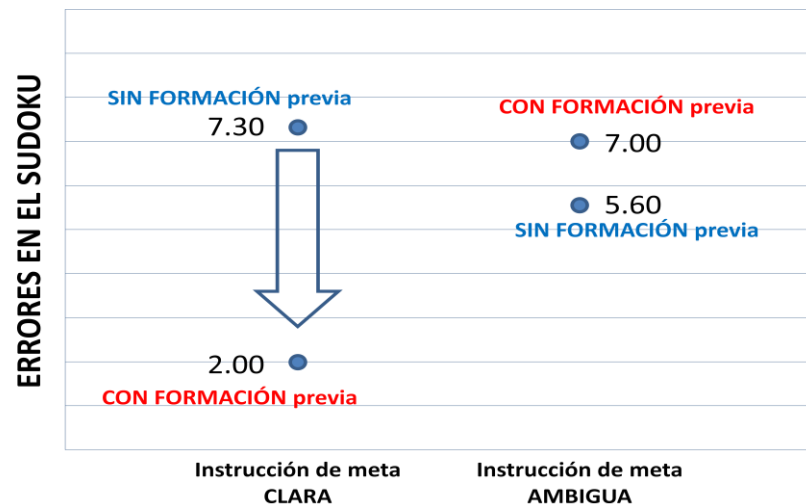 ERRORES EN EL SUDOKU
SIN FORMACIÓN previa
7.30
2.00
CON FORMACIÓN previa
CON FORMACIÓN previa
7.00
5.60
SIN FORMACIÓN previa
Instrucción de meta
CLARA
Instrucción de meta
AMBIGUA